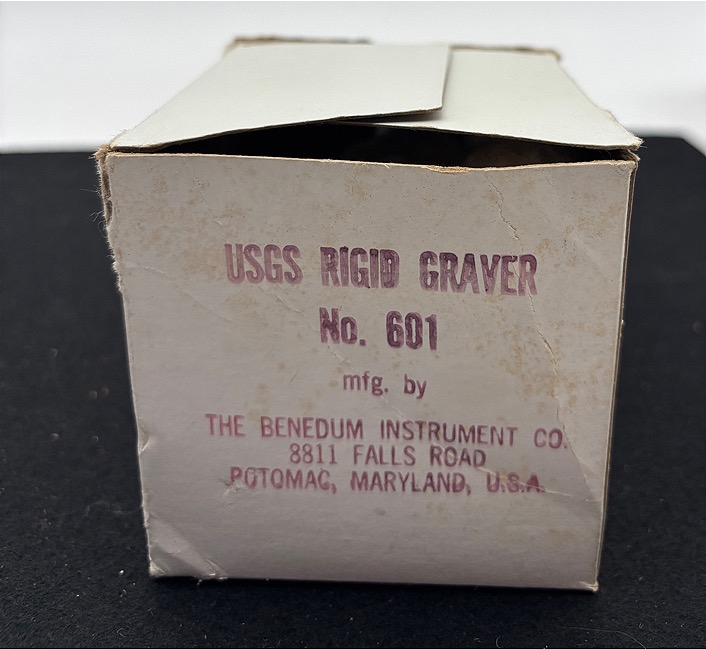 USGS RIGID GRAVER
No. 601
mfg. by
THE BENEDUM INSTRUMENT CO.
8811 FALLS ROAD
POTOMAC, MARYLAND, U.S.A.